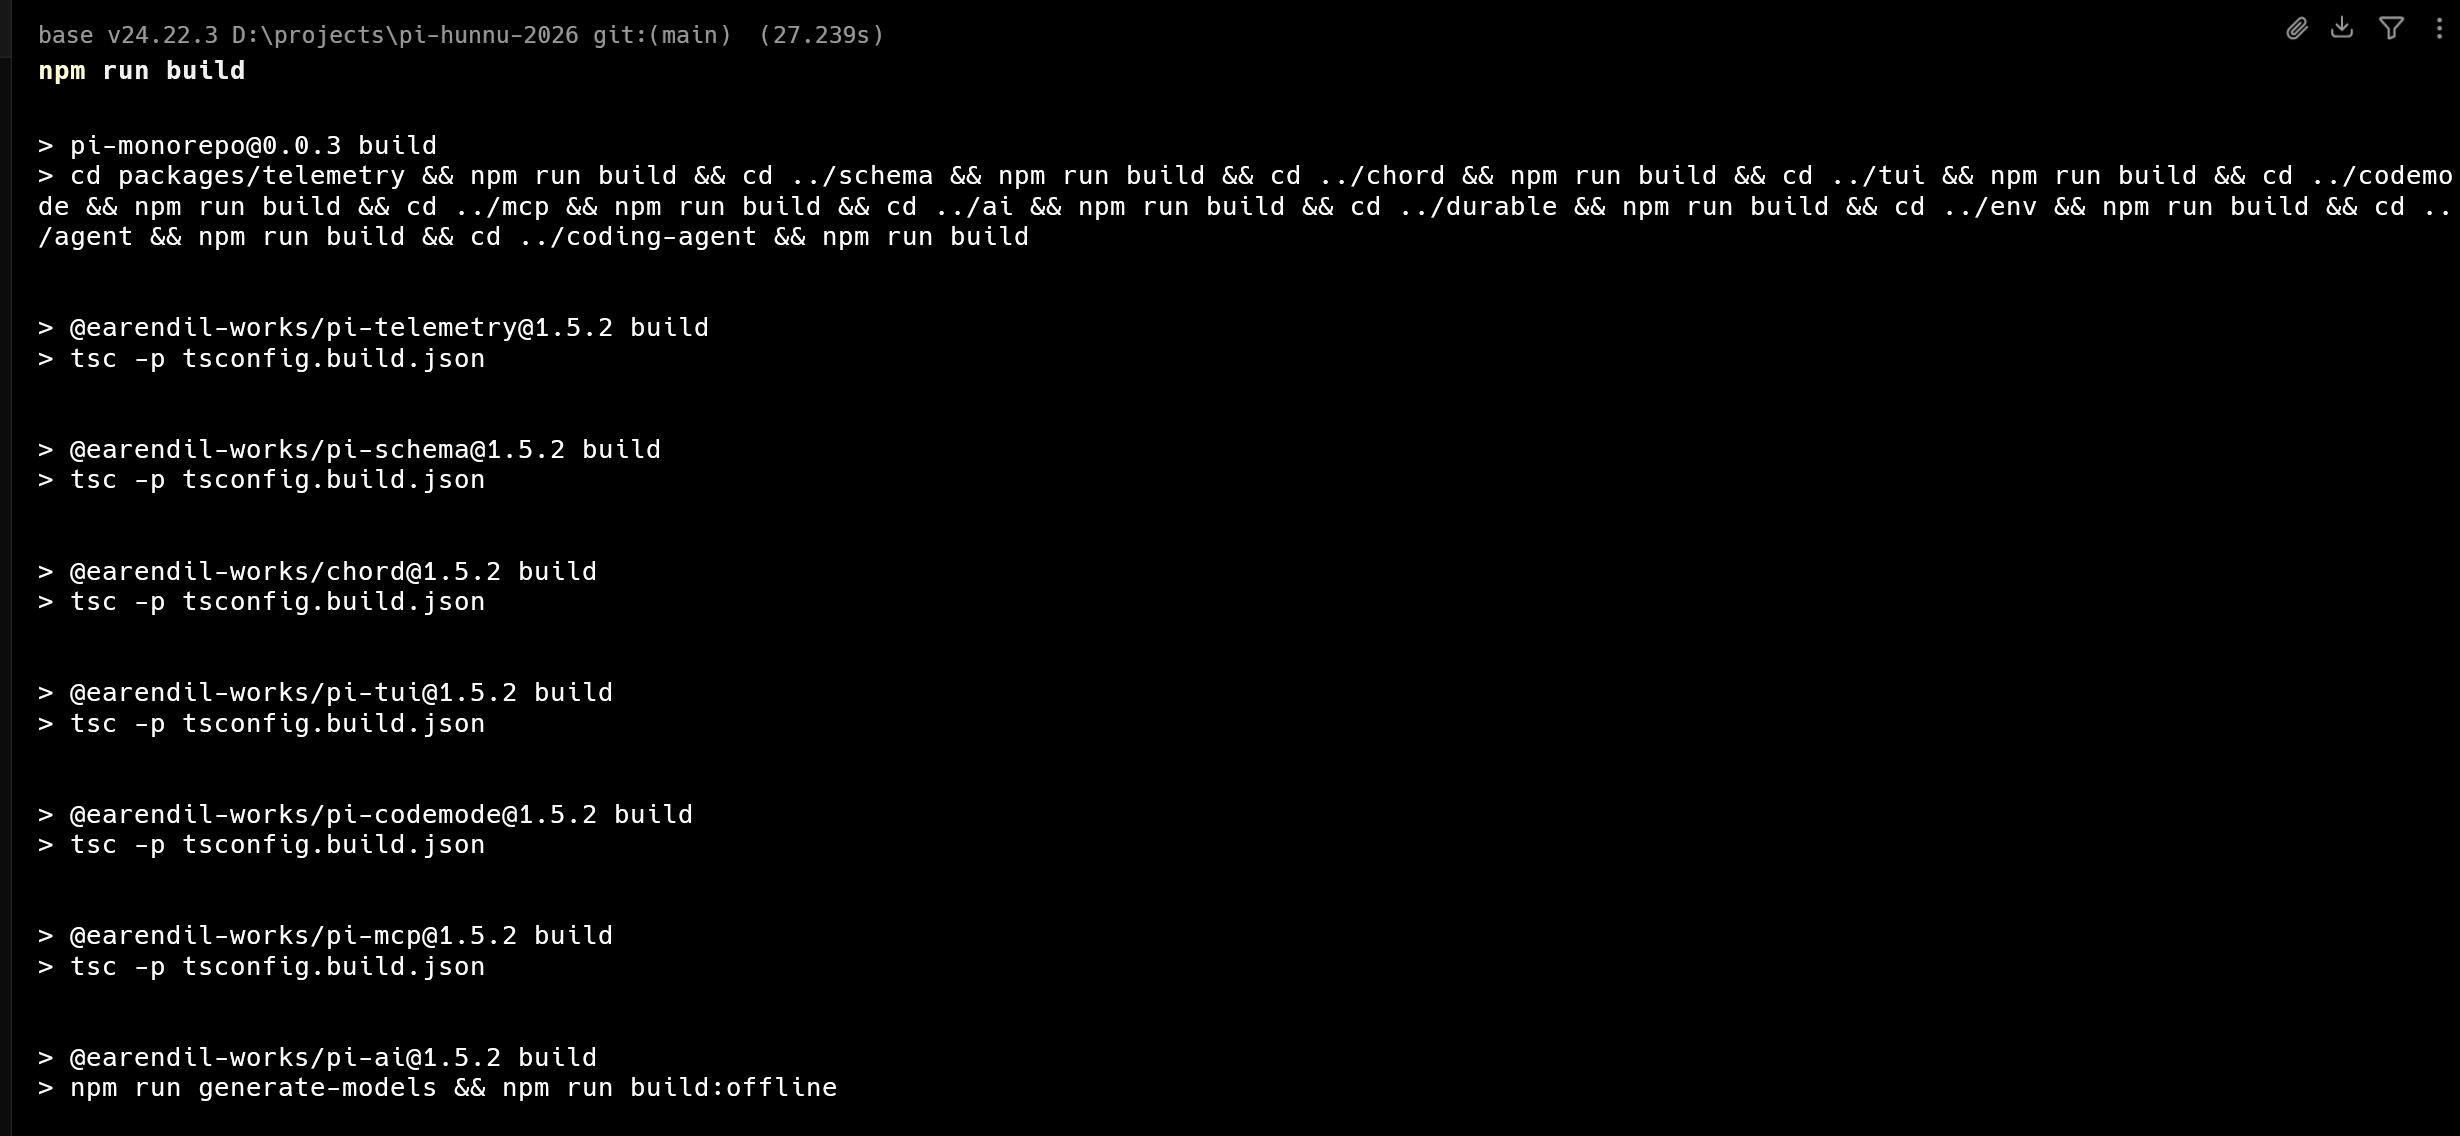 base v24.22.3 D:\projects\pi-hunnu-2026 git:(main) (27.239s)
npm run build
> pi-monorepo@0.0.3 build
> cd packages/telemetry && npm run build && cd ../schema && npm run build && cd ../chord && npm run build && cd ../tui && npm run build && cd ../codemo
de && npm run build && cd ../mcp && npm run build && cd ../ai && npm run build && cd ../durable && npm run build && cd ../env && npm run build && cd ..
/agent && npm run build && cd ../coding-agent && npm run build
> @earendil-works/pi-telemetry@1.5.2 build
> tsc -p tsconfig.build.json
> @earendil-works/pi-schema@1.5.2 build
> tsc -p tsconfig.build.json
> @earendil-works/chord@1.5.2 build
> tsc -p tsconfig.build.json
> @earendil-works/pi-tui@1.5.2 build
> tsc -p tsconfig.build.json
> @earendil-works/pi-codemode@1.5.2 build
> tsc -p tsconfig.build.json
> @earendil-works/pi-mcp@1.5.2 build
> tsc -p tsconfig.build.json
> @earendil-works/pi-ai@1.5.2 build
> npm run generate-models && npm run build:offline